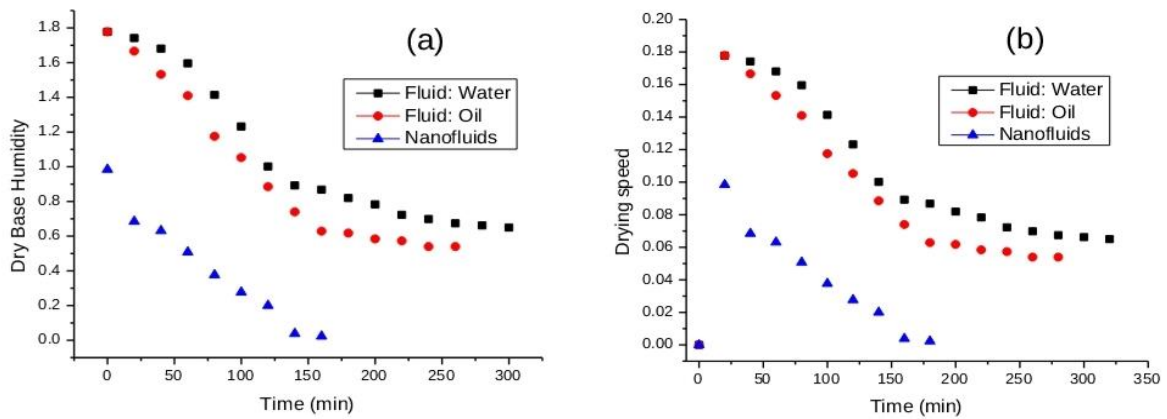 (a)
1.8
1.6
1.4
1.2
1.0
0.8
0.6
0.4
0.2
0.0
Dry Base Humidity
Fluid: Water
Fluid: Oil
Nanofluids
0 50 100 150 200 250 300
Time (min)
(b)
0.20
0.18
0.16
0.14
0.12
0.10
0.08
0.06
0.04
0.02
0.00
Drying speed
Fluid: Water
Fluid: Oil
Nanofluids
0 50 100 150 200 250 300 350
Time (min)